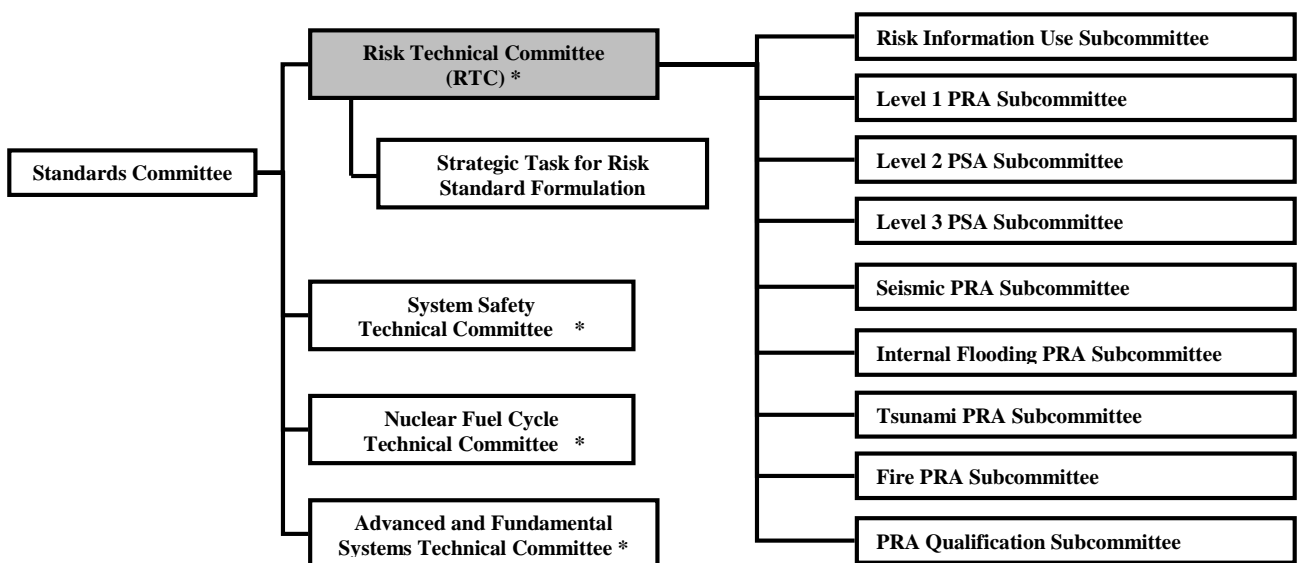 Standards Committee
Risk Technical Committee
(RTC) *
Strategic Task for Risk
Standard Formulation
System Safety
Technical Committee *
Nuclear Fuel Cycle
Technical Committee *
Advanced and Fundamental
Systems Technical Committee *
Risk Information Use Subcommittee
Level 1 PRA Subcommittee
Level 2 PSA Subcommittee
Level 3 PSA Subcommittee
Seismic PRA Subcommittee
Internal Flooding PRA Subcommittee
Tsunami PRA Subcommittee
Fire PRA Subcommittee
PRA Qualification Subcommittee